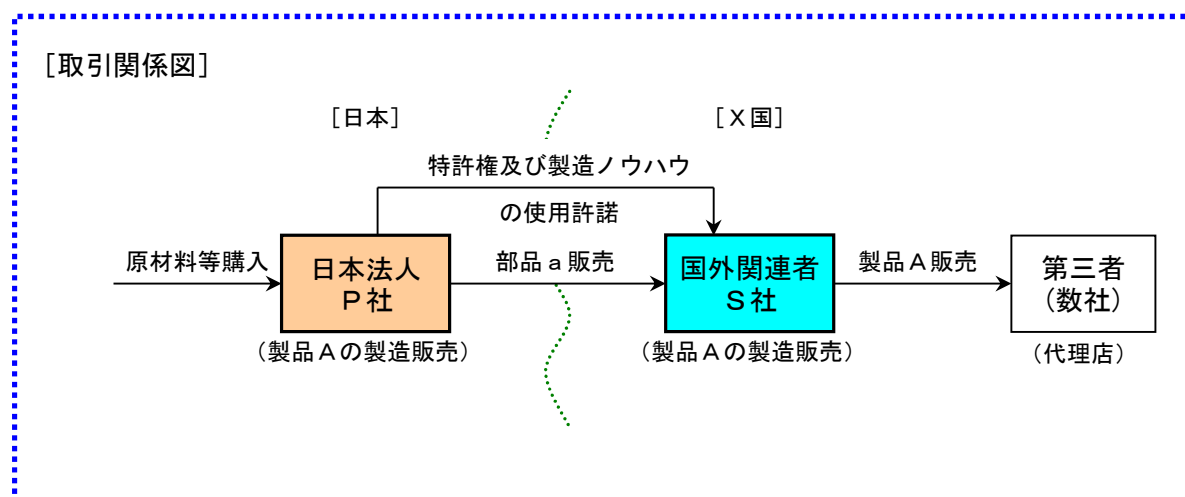 ［取引関係図］
［日本］
［Ｘ国］
特許権及び製造ノウハウ
の使用許諾
原材料等購入
日本法人
Ｐ社
部品ａ販売
国外関連者
Ｓ社
製品Ａ販売
第三者
（数社）
（製品Ａの製造販売）
（製品Ａの製造販売）
（代理店）